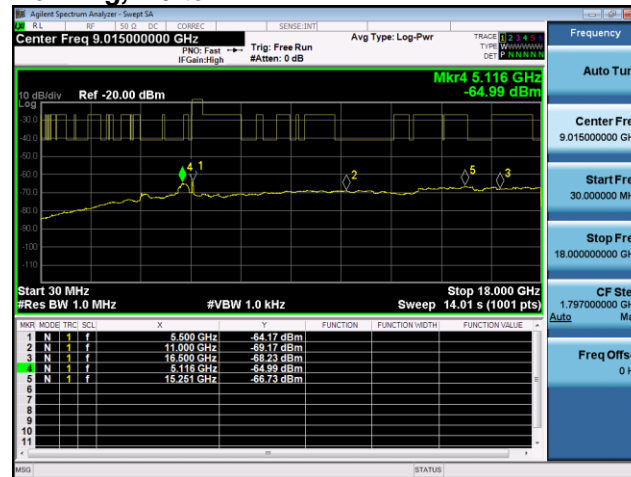 Agilent Spectrum Analyzer - Swept SA
RL RF 50 Ω DC CORREC SENSE:INT
Center Freq 9.015000000 GHz
PNO: Fast
IFGain:High
Trig: Free Run
#Atten: 0 dB
Avg Type: Log-Pwr
TRACE 1 2 3 4 5 6
TYPE W
DET P N N N N N
Mkr4 5.116 GHz
-64.99 dBm
10 dB/div Ref -20.00 dBm
Log
-30.0
-40.0
-50.0
-60.0
-70.0
-80.0
-90.0
-100
-110
4 1 2 5 3
Start 30 MHz Stop 18.000 GHz
#Res BW 1.0 MHz #VBW 1.0 kHz Sweep 14.01 s (1001 pts)
MKR MODE TRC SCL X Y FUNCTION FUNCTION WIDTH FUNCTION VALUE
1 N 1 f 5.500 GHz -64.17 dBm
2 N 1 f 11.000 GHz -69.17 dBm
3 N 1 f 16.500 GHz -68.23 dBm
4 N 1 f 5.116 GHz -64.99 dBm
5 N 1 f 15.251 GHz -66.73 dBm
6
7
8
9
10
11
MSG STATUS
Frequency
Auto Tun
Center Fre
9.015000000 GH
Start Fre
30.000000 MH
Stop Fre
18.000000000 GH
CF Ste
1.797000000 GH
Auto Ma
Freq Offs
0 H